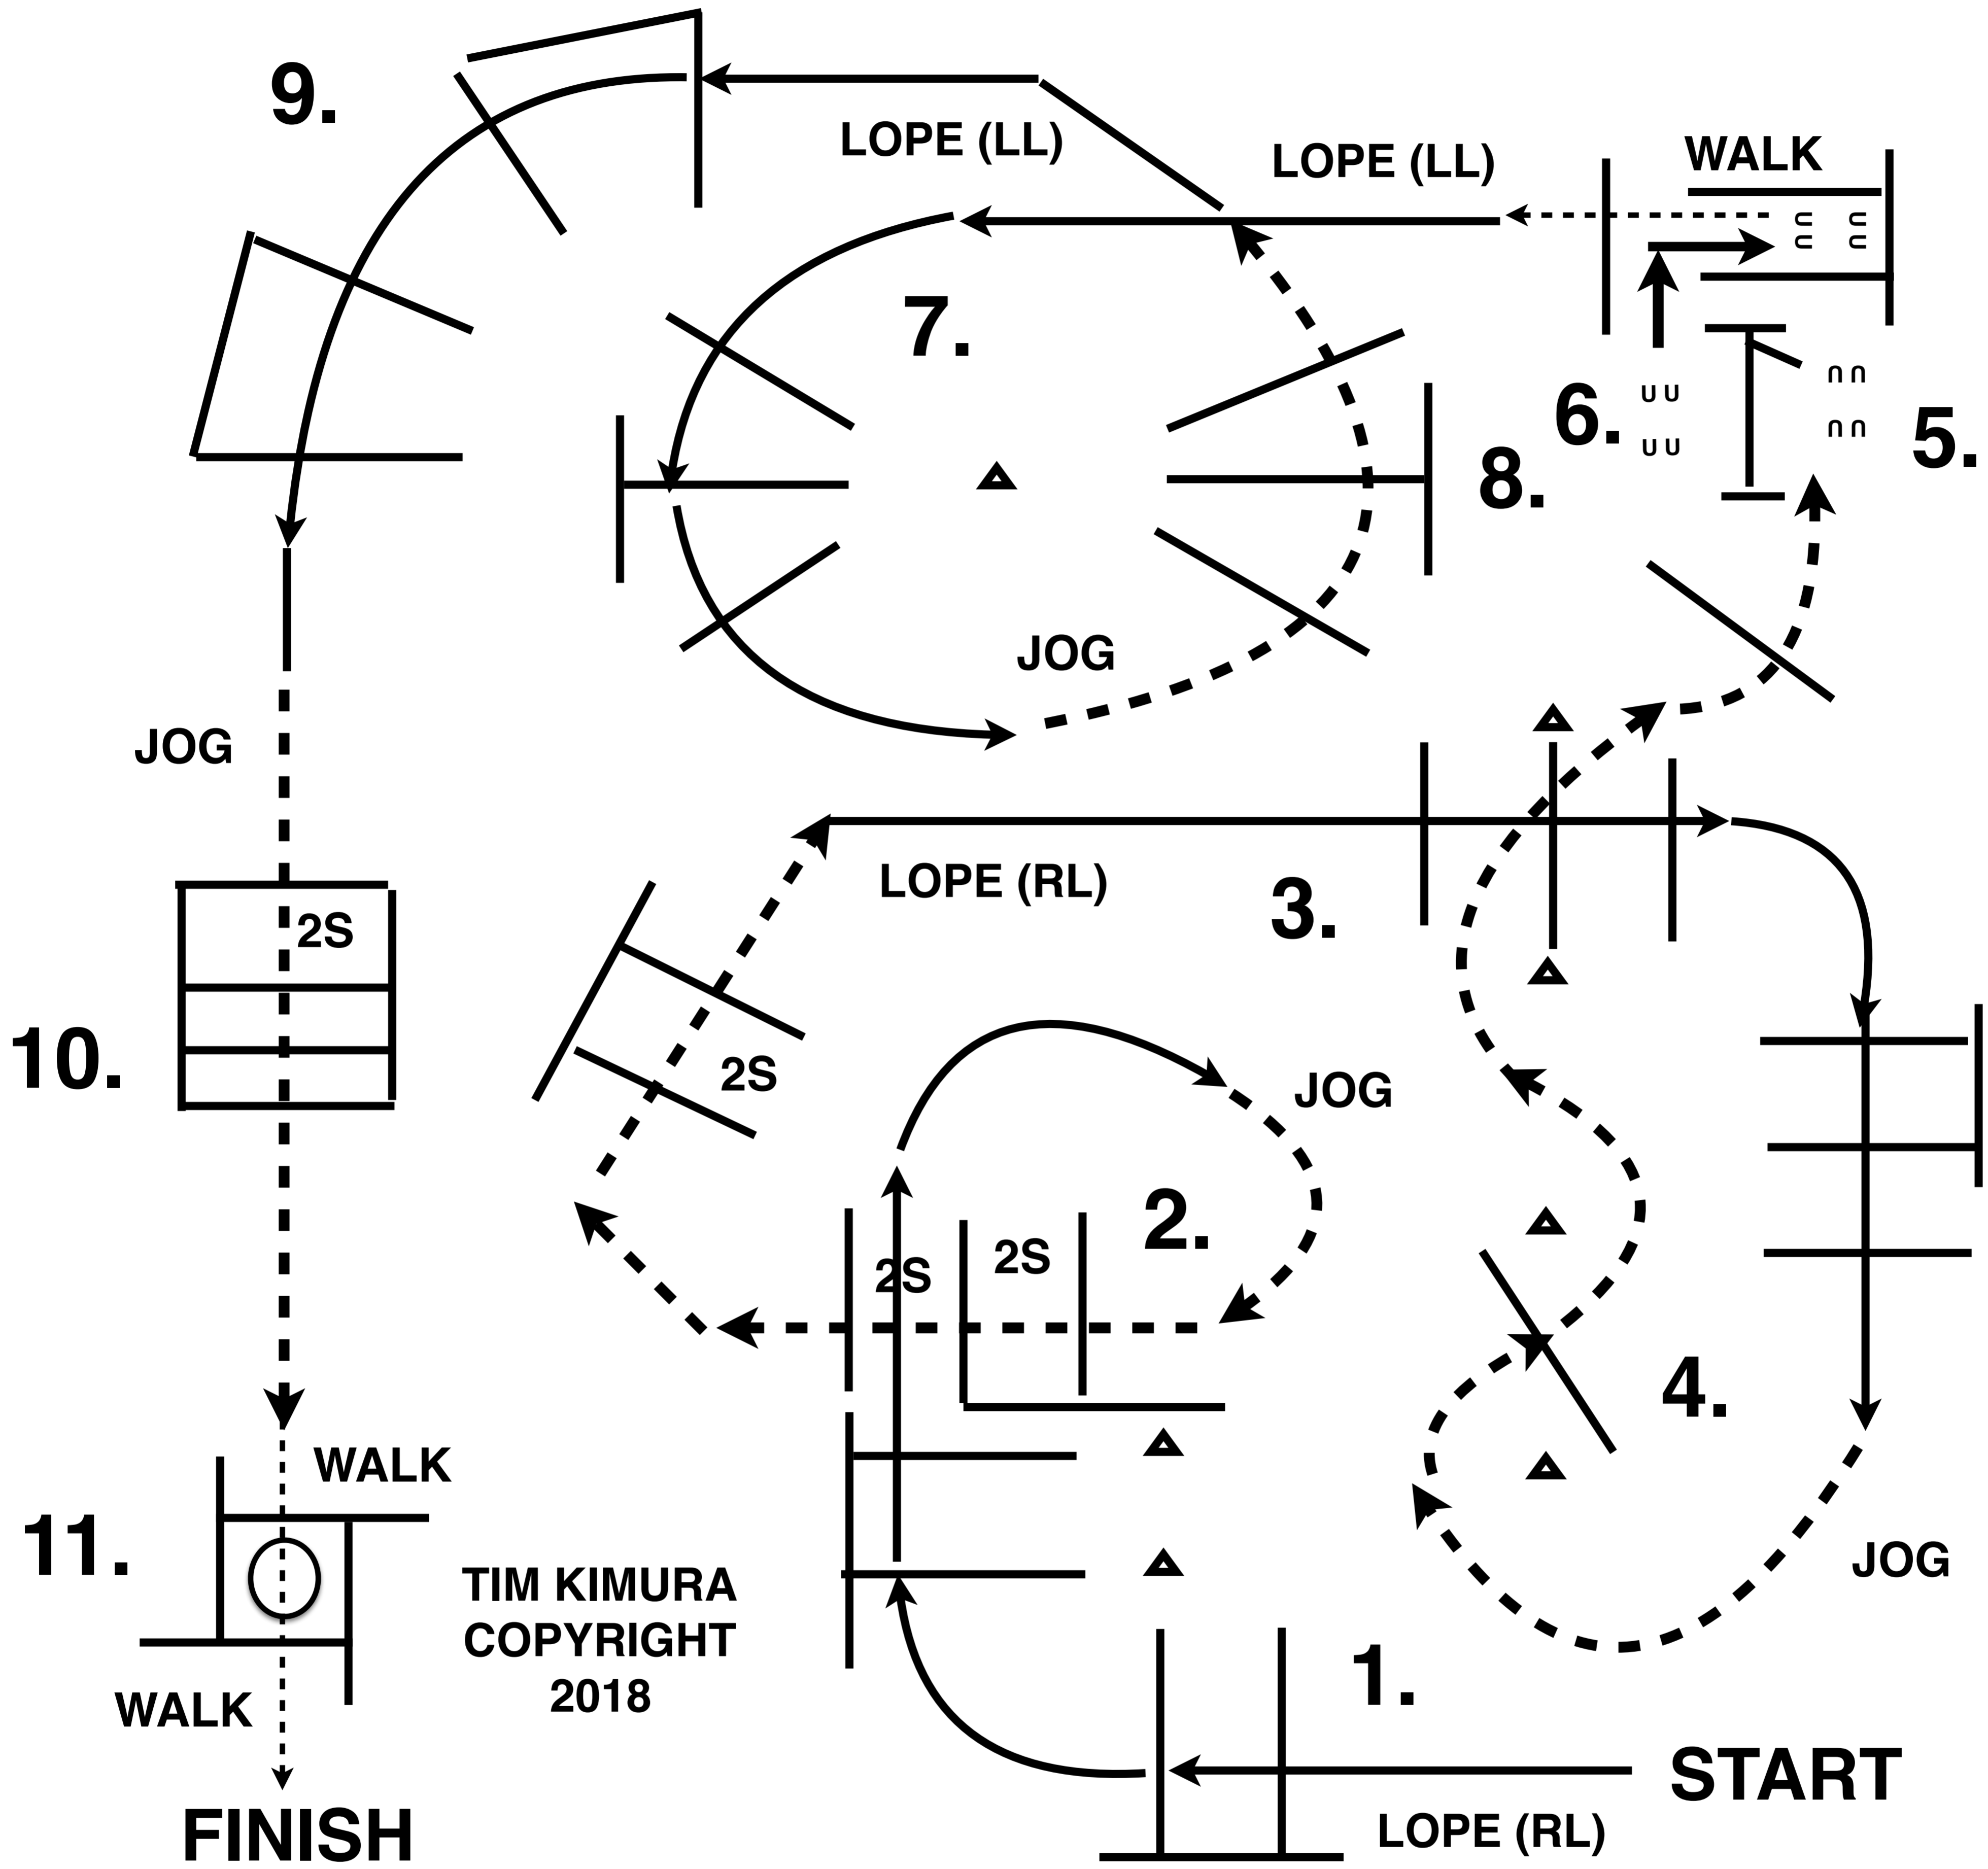 9.
LOPE (LL)
LOPE (LL)
WALK
7.
6.
5.
8.
JOG
JOG
LOPE (RL)
3.
2S
10.
2S
JOG
2.
2S
2S
4.
WALK
11.
JOG
TIM KIMURA
COPYRIGHT
2018
1.
WALK
START
LOPE (RL)
FINISH